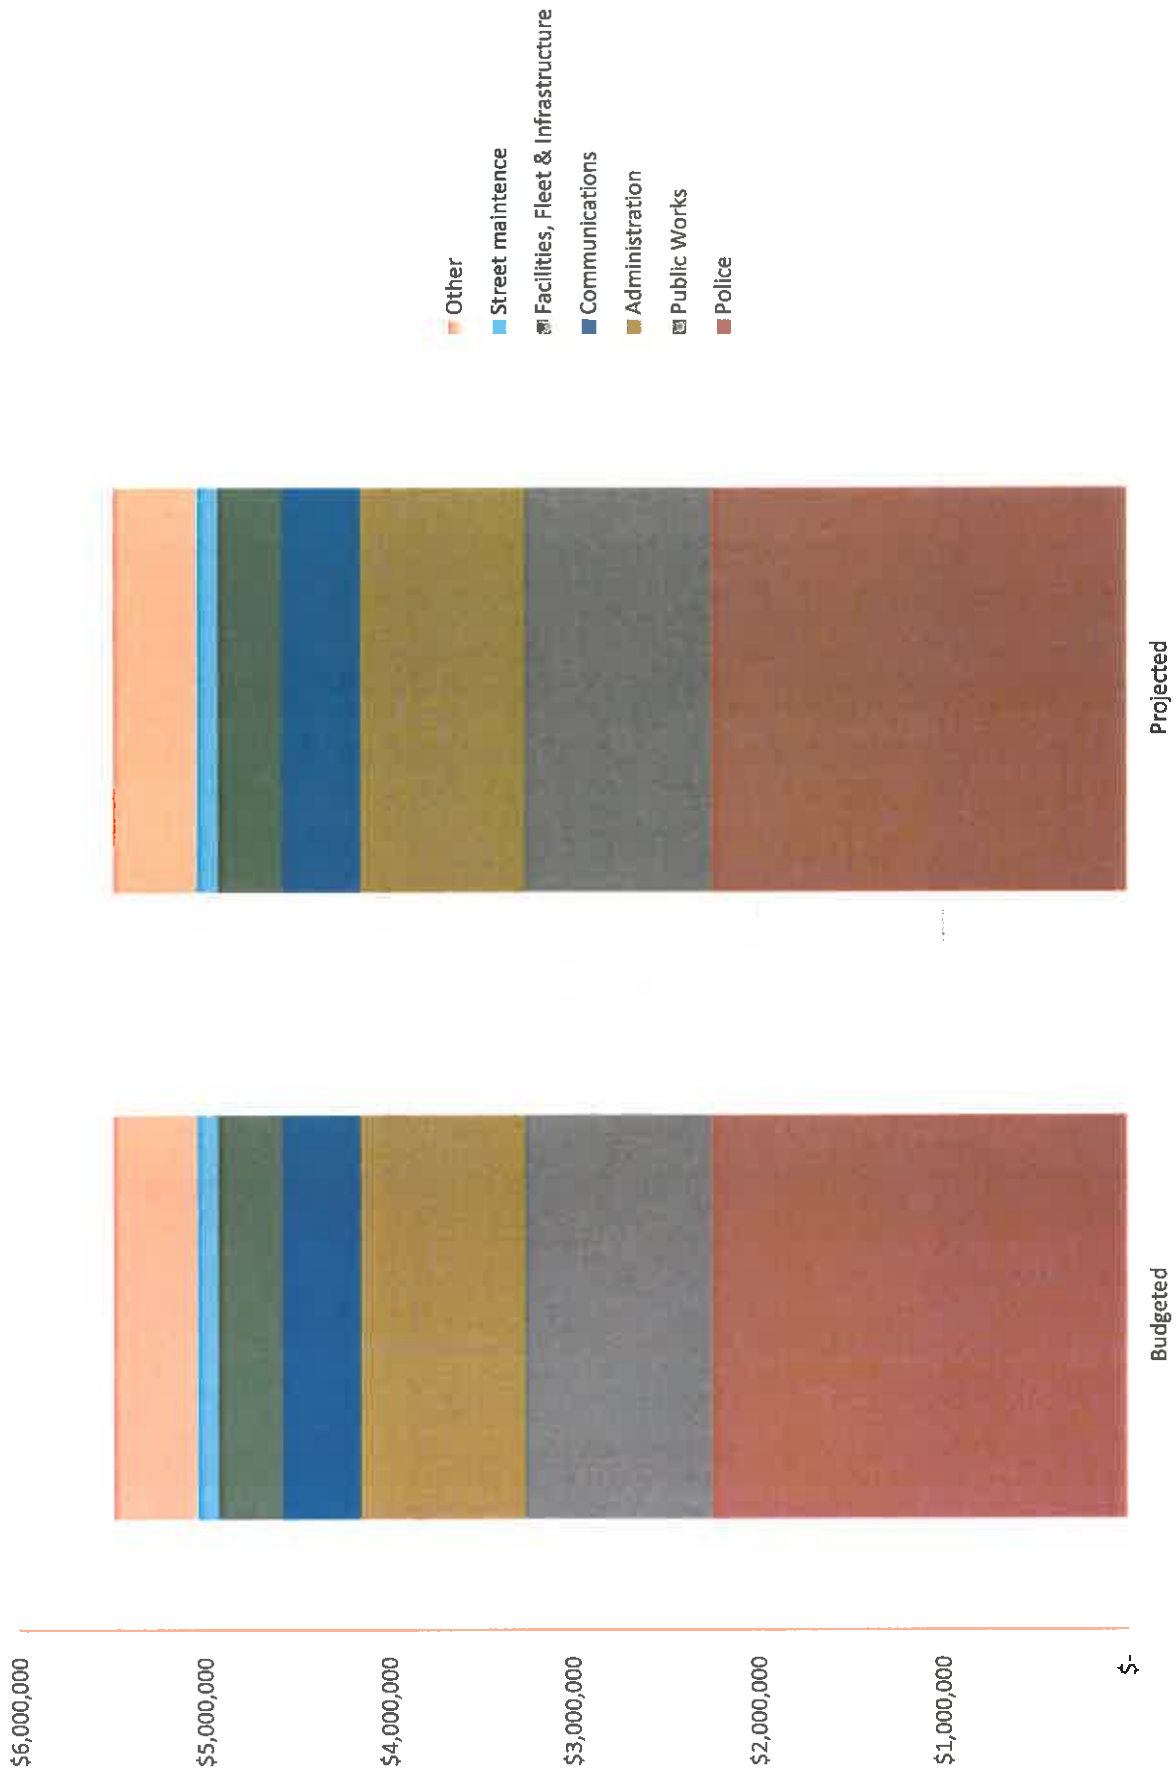 $6,000,000
$5,000,000
$4,000,000
$3,000,000
$2,000,000
$1,000,000
$-
Budgeted
Projected
Other
Street maintence
Facilities, Fleet & Infrastructure
Communications
Administration
Public Works
Police